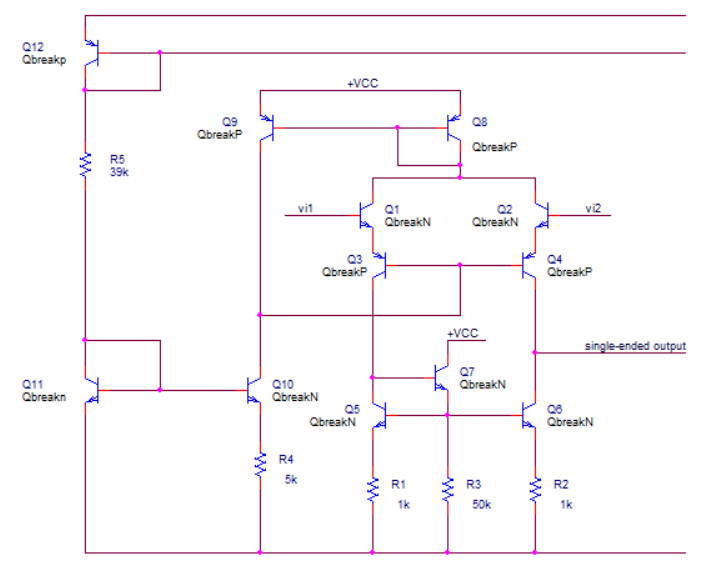 Q12
Qbreakp
+VCC
Q9
QbreakP
Q8
QbreakP
R5
39k
vi1
Q1
QbreakN
Q2
QbreakN
vi2
Q3
QbreakP
Q4
QbreakP
+VCC
single-ended output
Q11
Qbreakn
Q10
QbreakN
Q7
QbreakN
Q5
QbreakN
Q6
QbreakN
R4
5k
R1
1k
R3
50k
R2
1k